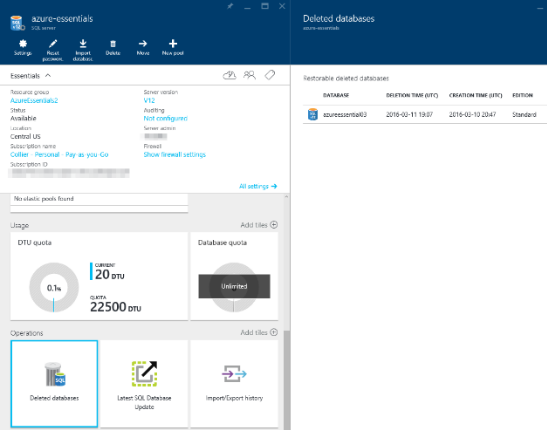 azure-essentials
SQL server
Settings
Reset password.
Import database.
Delete
Move
New pool
Essentials
Resource group
AzureEssentials2
Status
Available
Location
Central US
Subscription name
Collier - Personal - Pay as you Go
Subscription ID
Server version
V12
Auditing
Not configured
Server admin
Firewall
Show firewall settings
All settings
No elastic pools found
Usage
Add tiles
DTU quota
0.1%
CURRENT
20 DTU
QUOTA
22500 DTU
Database quota
Unlimited
Operations
Add tiles
SQL
Deleted databases
Latest SQL Database
Update
Import/Export history
Deleted databases
azure-essentials
Restorable deleted databases
DATABASE DELETION TIME (UTC) CREATION TIME (UTC) EDITION
azureessential03 2016-03-11 19:07 2016-03-10 20:47 Standard